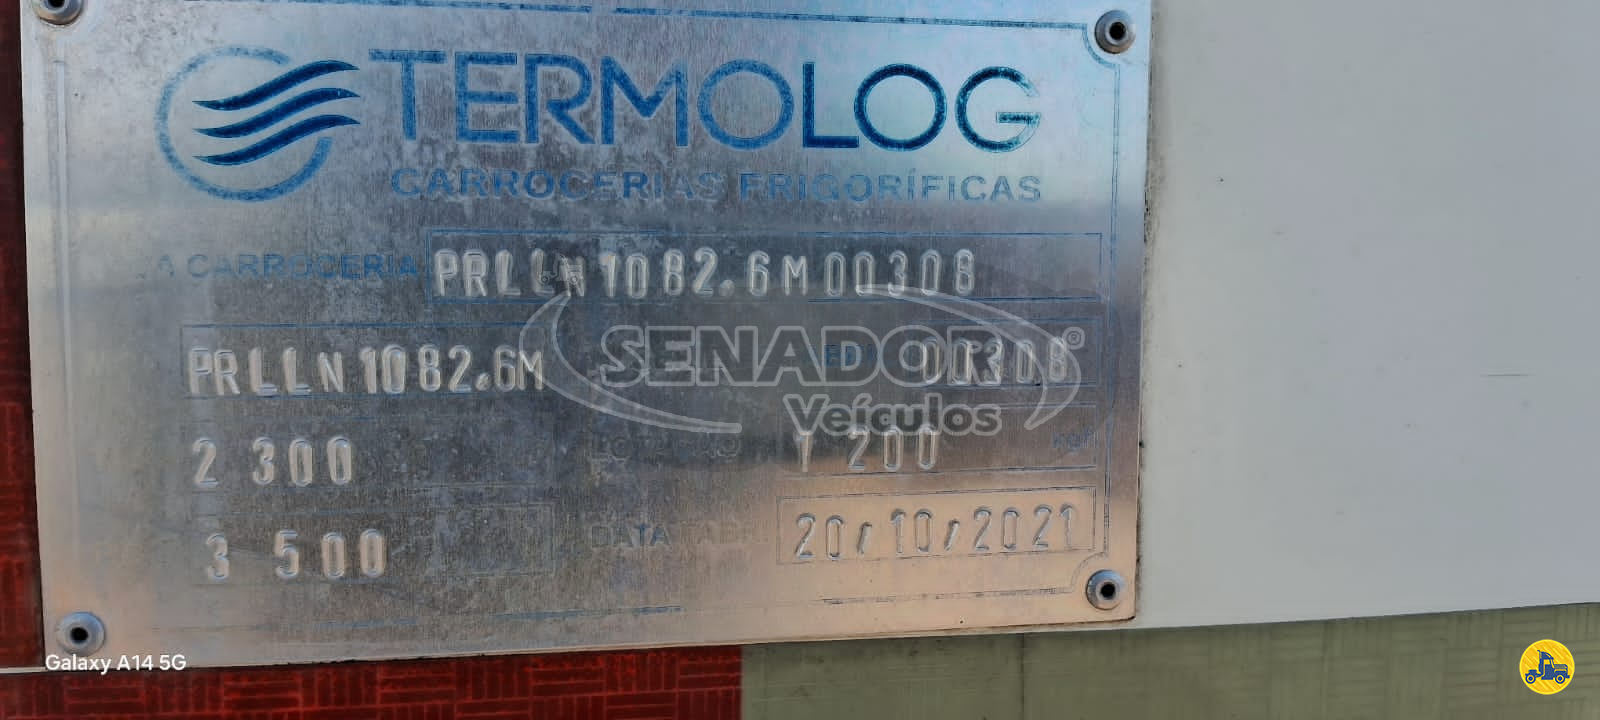 TERMOLOG
CARROCERIAS FRIGORÍFICAS
CARROCERIA PRLLN1082.6M00308
PRLLN1082.6M 00308
SENADOR®
Veículos
2 300 1 200
3 500 DATA FAB 20/10/2021
Galaxy A14 5G